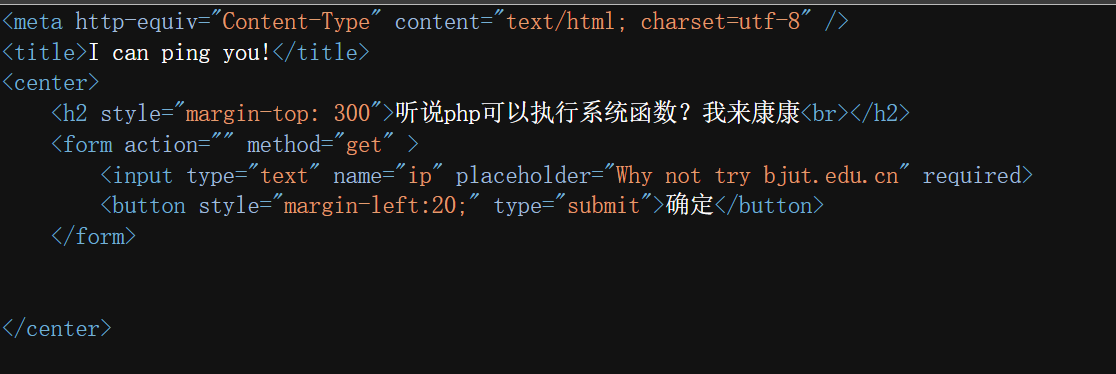 <meta http-equiv="Content-Type" content="text/html; charset=utf-8" />
<title>I can ping you!</title>
<center>
    <h2 style="margin-top: 300">听说php可以执行系统函数？我来康康<br></h2>
    <form action="" method="get" >
        <input type="text" name="ip" placeholder="Why not try bjut.edu.cn" required>
        <button style="margin-left:20;" type="submit">确定</button>
    </form>
</center>